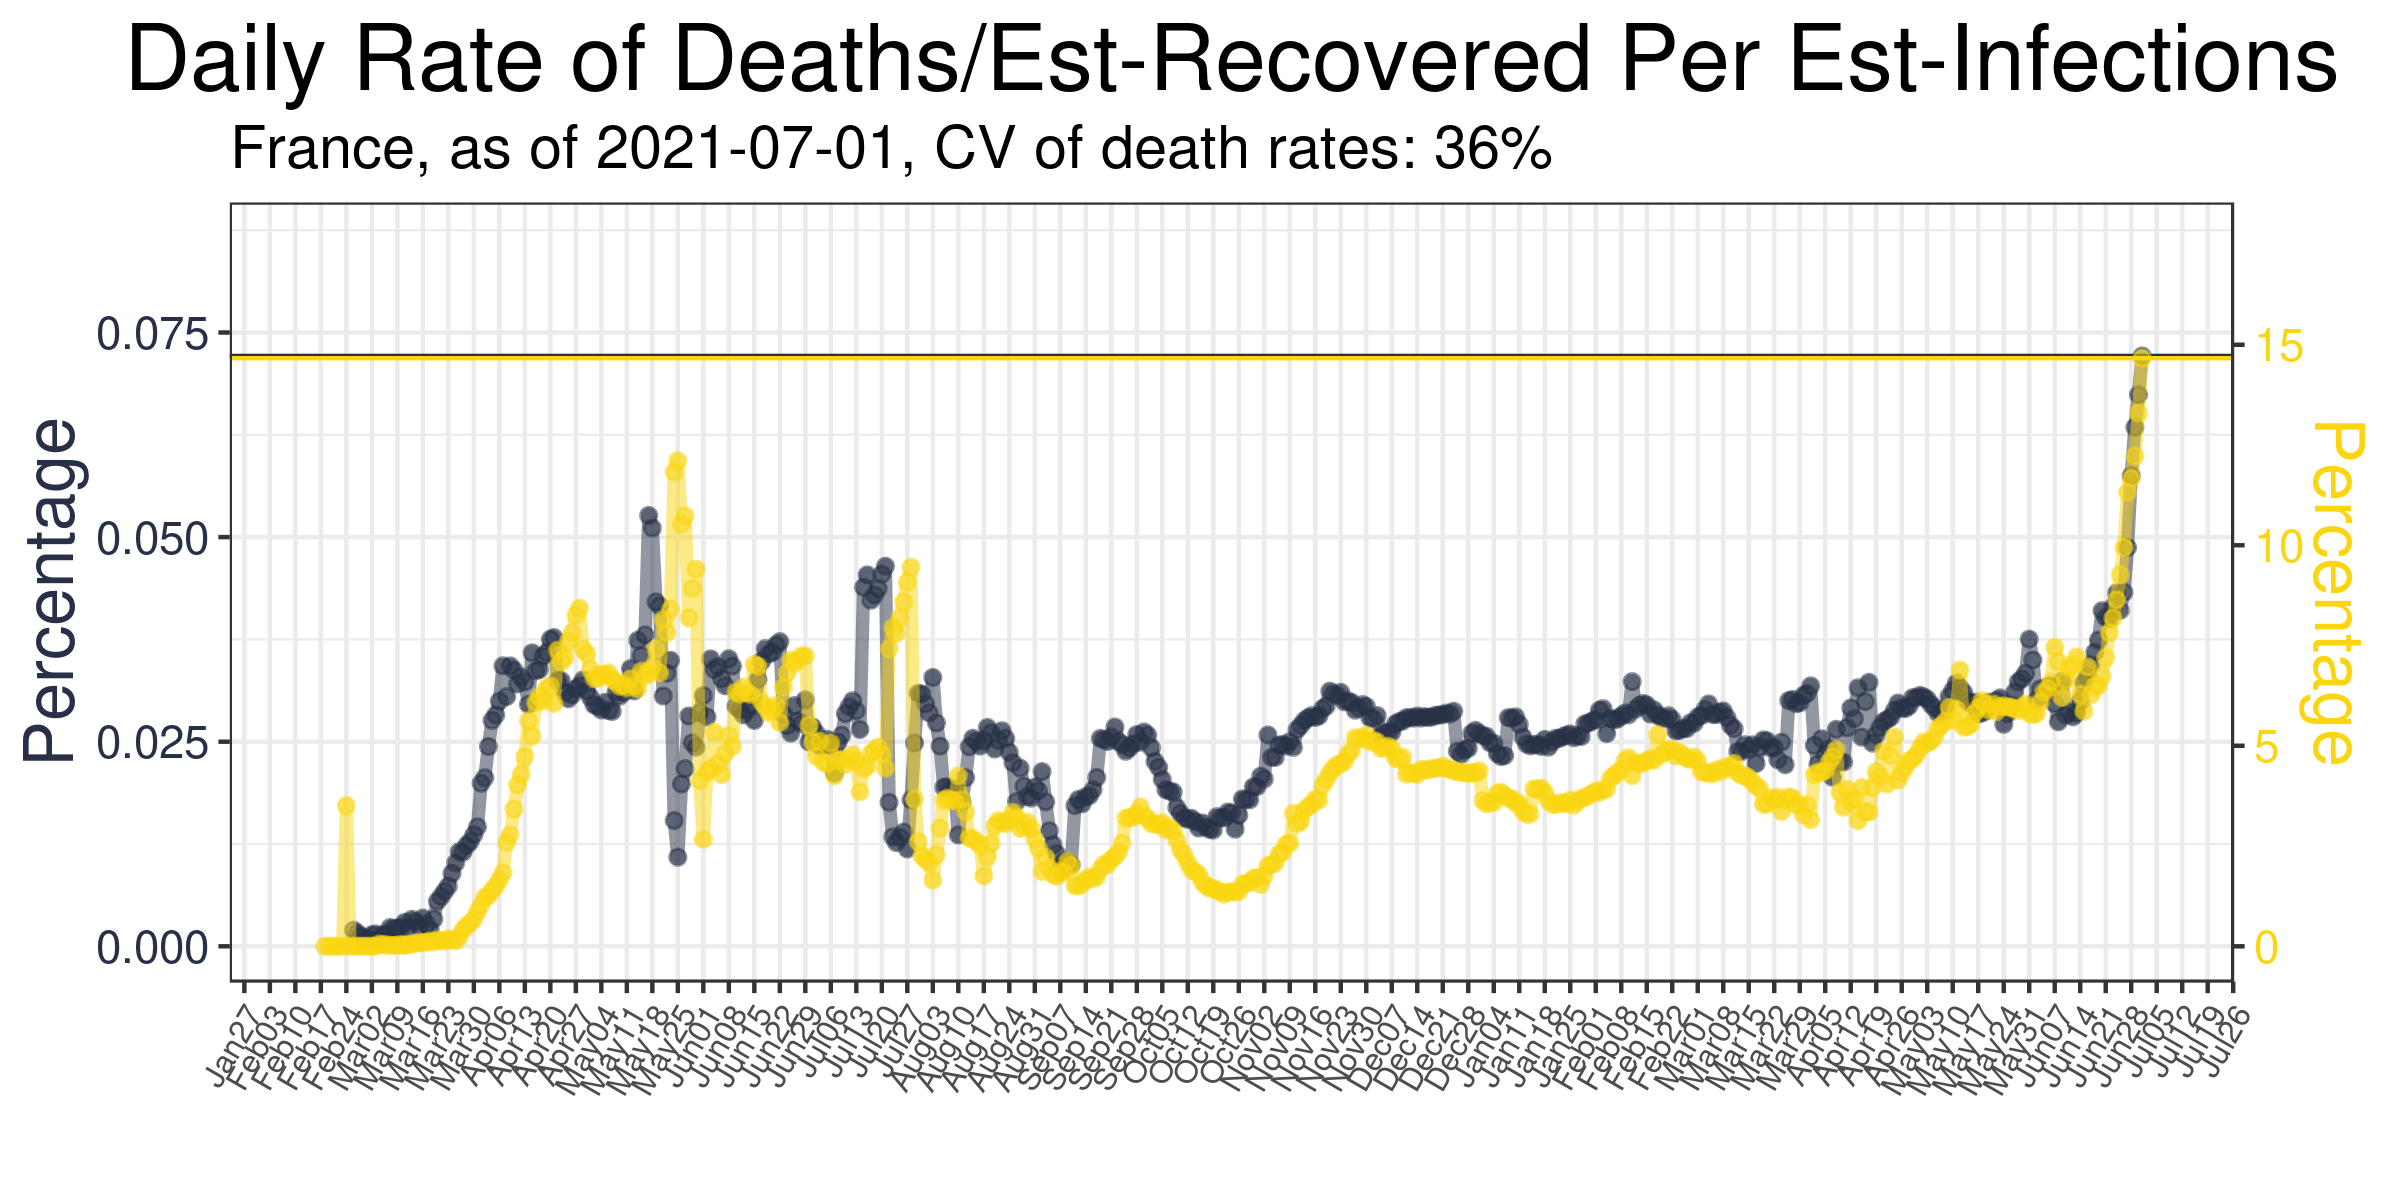 Daily Rate of Deaths/Est-Recovered Per Est-Infections
France, as of 2021-07-01, CV of death rates: 36%
Percentage
0.075
0.050
0.025
0.000
15
10
5
0
Percentage
Jan27
Feb03
Feb10
Feb17
Feb24
Mar02
Mar09
Mar16
Mar23
Mar30
Apr06
Apr13
Apr20
Apr27
May04
May11
May18
May25
Jun01
Jun08
Jun15
Jun22
Jun29
Jul06
Jul13
Jul20
Jul27
Aug03
Aug10
Aug17
Aug24
Aug31
Sep07
Sep14
Sep21
Sep28
Oct05
Oct12
Oct19
Oct26
Nov02
Nov09
Nov16
Nov23
Nov30
Dec07
Dec14
Dec21
Dec28
Jan04
Jan11
Jan18
Jan25
Feb01
Feb08
Feb15
Feb22
Mar01
Mar08
Mar15
Mar22
Mar29
Apr05
Apr12
Apr19
Apr26
May03
May10
May17
May24
May31
Jun07
Jun14
Jun21
Jun28
Jul05
Jul12
Jul19
Jul26